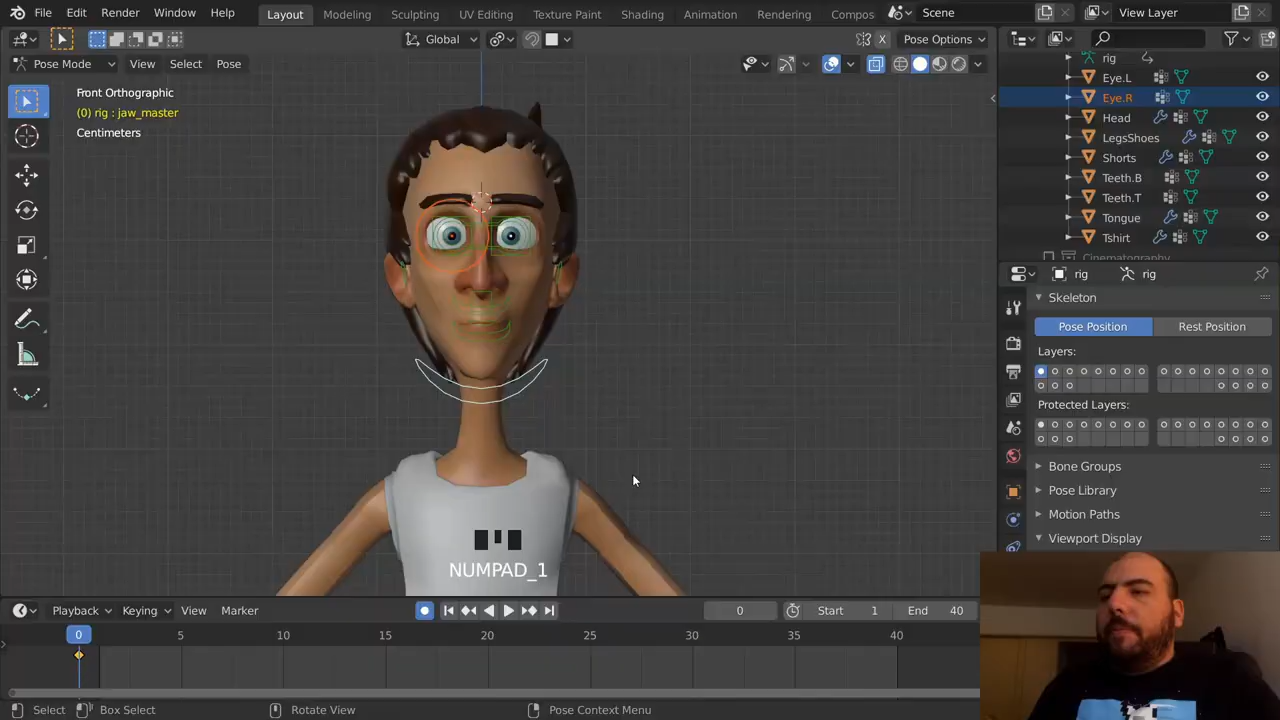 File Edit Render Window Help Layout Modeling Sculpting UV Editing Texture Paint Shading Animation Rendering Compos Scene View Layer
Global Pose Options
Pose Mode View Select Pose
Front Orthographic
(0) rig : jaw_master
Centimeters
NUMPAD_1
rig
Eye.L
Eye.R
Head
LegsShoes
Shorts
Teeth.B
Teeth.T
Tongue
Tshirt
Cinematography
rig rig
Skeleton
Pose Position Rest Position
Layers:
Protected Layers:
Bone Groups
Pose Library
Motion Paths
Viewport Display
Playback Keying View Marker 0 Start 1 End 40
0 5 10 15 20 25 30 35 40
Select Box Select Rotate View Pose Context Menu